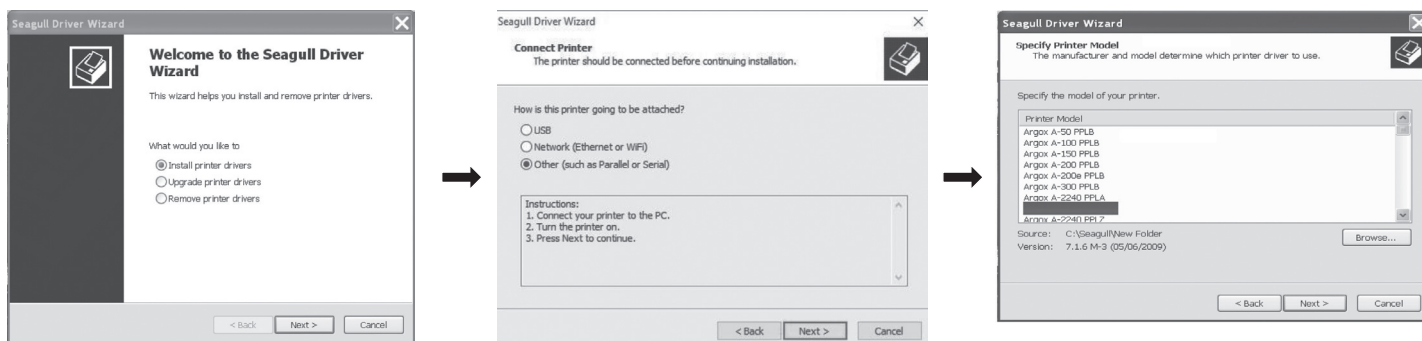 Seagull Driver Wizard
Welcome to the Seagull Driver
Wizard
This wizard helps you install and remove printer drivers.
What would you like to
Install printer drivers
Upgrade printer drivers
Remove printer drivers
< Back
Next >
Cancel
Seagull Driver Wizard
Connect Printer
The printer should be connected before continuing installation.
How is this printer going to be attached?
USB
Network (Ethernet or WiFi)
Other (such as Parallel or Serial)
Instructions:
1. Connect your printer to the PC.
2. Turn the printer on.
3. Press Next to continue.
< Back
Next >
Cancel
Seagull Driver Wizard
Specify Printer Model
The manufacturer and model determine which printer driver to use.
Specify the model of your printer.
Printer Model
Argox A-50 PPLB
Argox A-100 PPLB
Argox A-150 PPLB
Argox A-200 PPLB
Argox A-200e PPLB
Argox A-300 PPLB
Argox A-2240 PPLA
Argox A-2240 PPLZ
Source: C:\Seagull\New Folder
Browse...
Version: 7.1.6 M-3 (05/06/2009)
< Back
Next >
Cancel